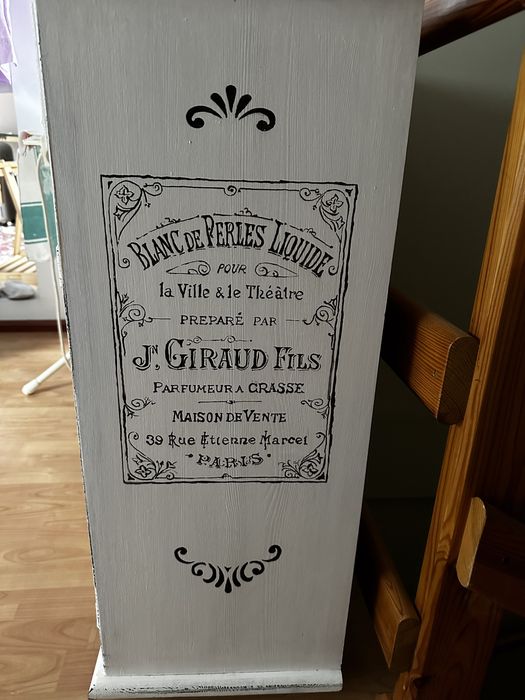 BLANC DE PERLES LIQUIDE
POUR
la Ville & le Théâtre
PREPARÉ PAR
JN. GIRAUD FILS
PARFUMEUR A GRASSE
MAISON DE VENTE
39 Rue Etienne Marcel
• PARIS •